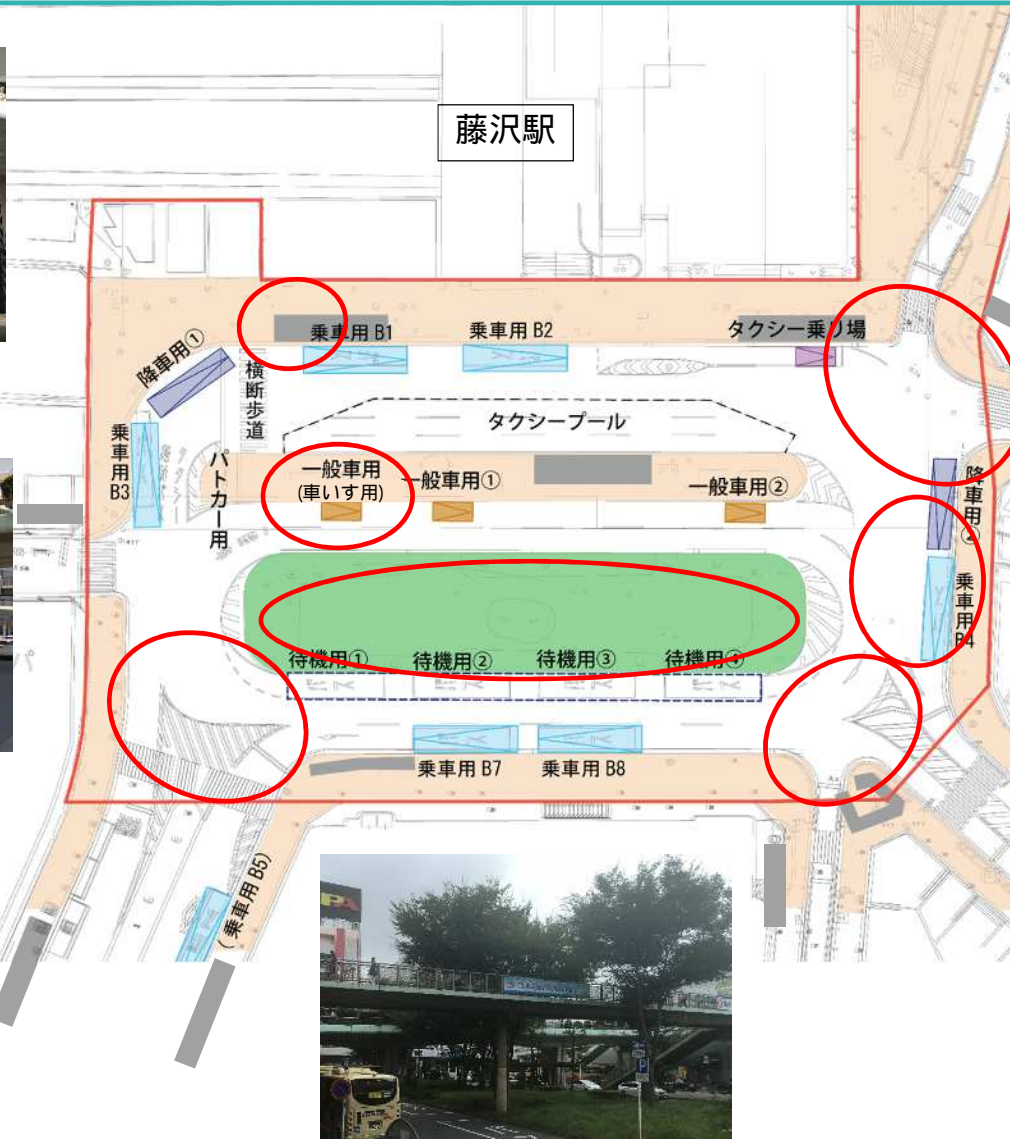 藤沢駅
乗車用 B1
乗車用 B2
タクシー乗り場
降車用①
横断歩道
タクシープール
乗車用B3
パトカー用
一般車用
(車いす用)
一般車用①
一般車用②
降車用②
乗車用B4
待機用①
待機用②
待機用③
待機用④
乗車用 B7
乗車用 B8
(乗車用 B5)
P